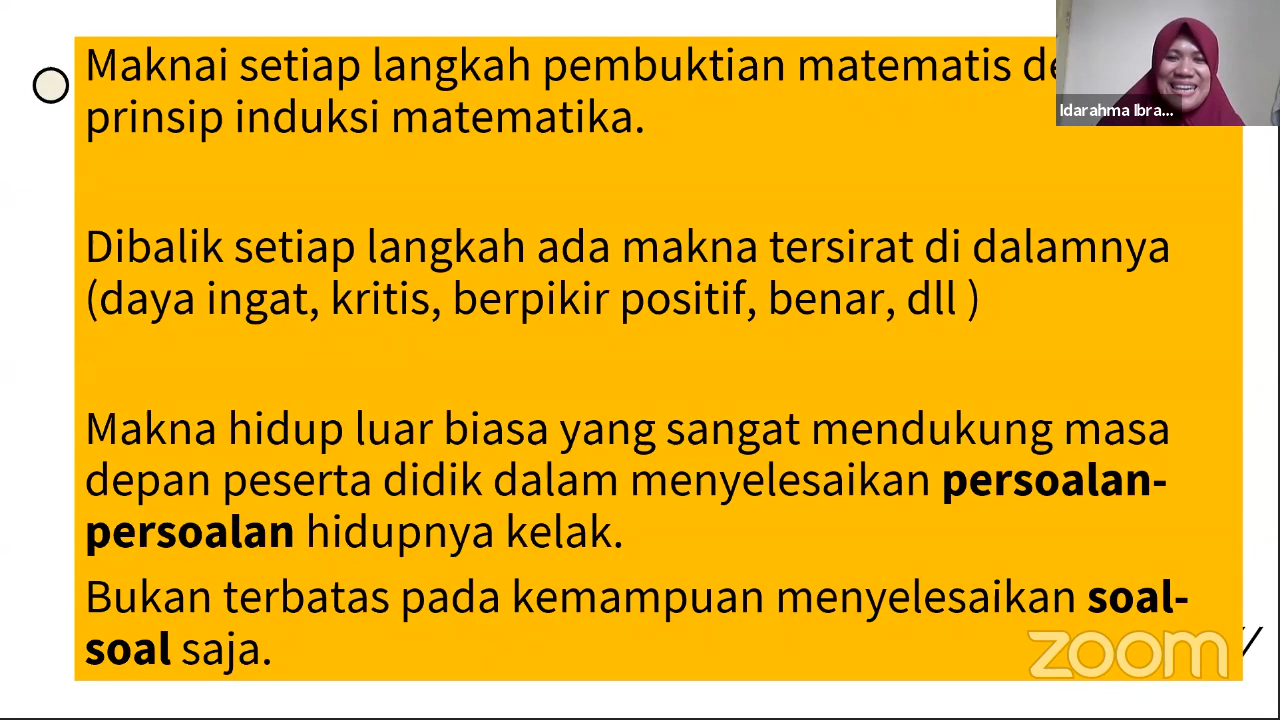 Maknai setiap langkah pembuktian matematis
prinsip induksi matematika.
Dibalik setiap langkah ada makna tersirat di dalamnya
(daya ingat, kritis, berpikir positif, benar, dll )
Makna hidup luar biasa yang sangat mendukung masa
depan peserta didik dalam menyelesaikan persoalan-
persoalan hidupnya kelak.
Bukan terbatas pada kemampuan menyelesaikan soal-
soal saja.
Idarahma Ibra...
zoom